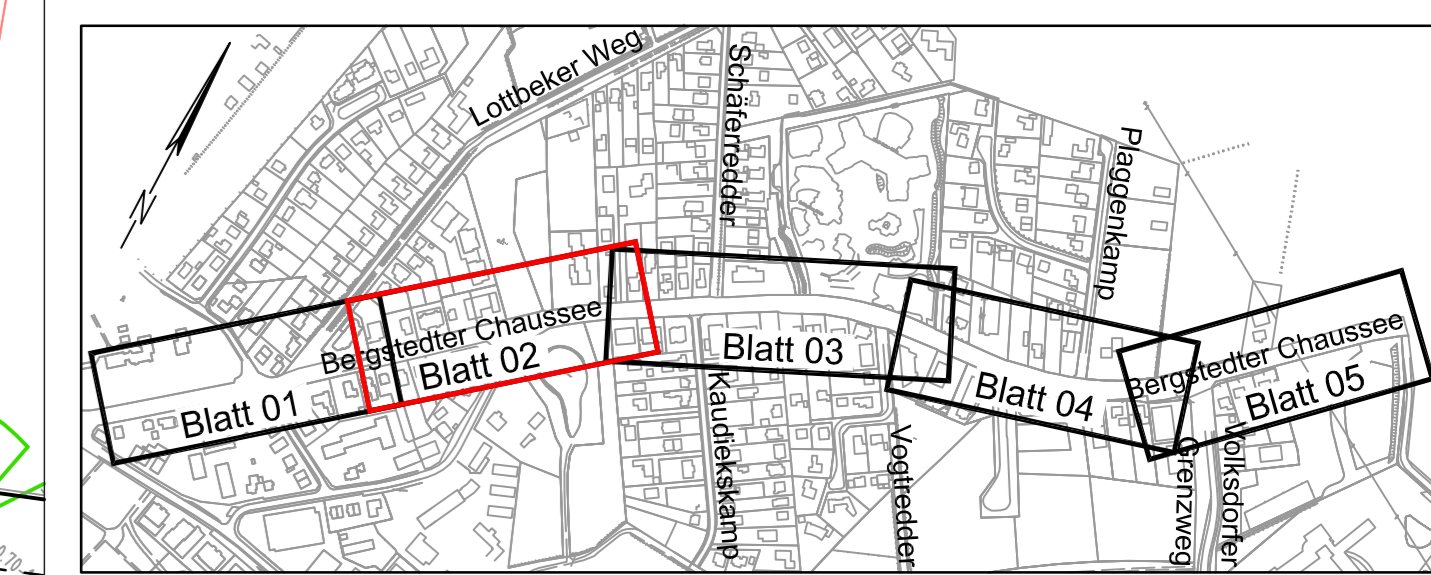 Lottbeker Weg
Schäferredder
Plaggenkamp
N
Bergstedter Chaussee
Bergstedter Chaussee
Blatt 01
Blatt 02
Blatt 03
Blatt 04
Blatt 05
Kaudiekskamp
Vogtredder
Grenzweg
Volksdorfer